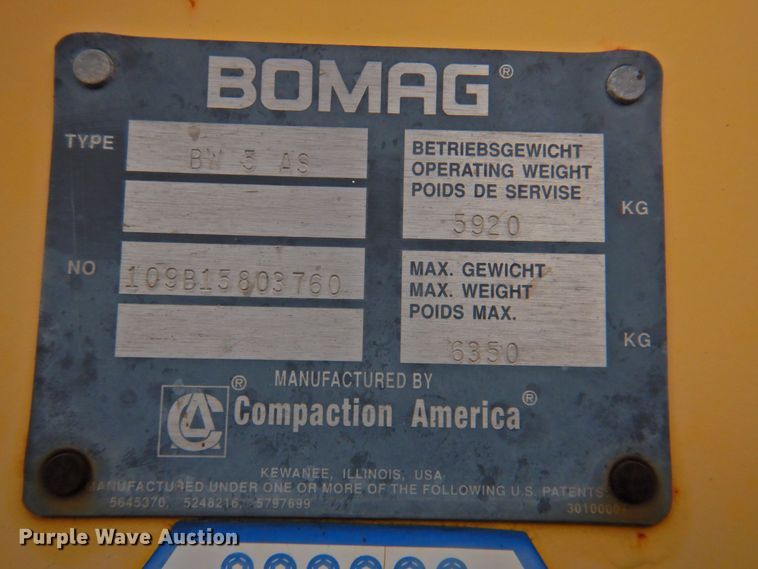 BOMAG®
TYPE BW 5 AS
BETRIEBSGEWICHT
OPERATING WEIGHT
POIDS DE SERVISE
5920 KG
NO 109B15803760
MAX. GEWICHT
MAX. WEIGHT
POIDS MAX.
6350 KG
MANUFACTURED BY
CA® Compaction America®
KEWANEE, ILLINOIS, USA
MANUFACTURED UNDER ONE OR MORE OF THE FOLLOWING U.S. PATENTS:
5645370, 5248216, 5797699
Purple Wave Auction